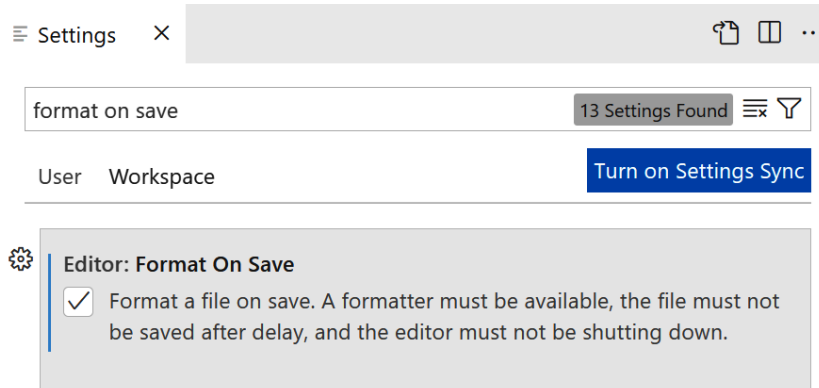 Settings
format on save
13 Settings Found
User Workspace
Turn on Settings Sync
Editor: Format On Save
Format a file on save. A formatter must be available, the file must not
be saved after delay, and the editor must not be shutting down.